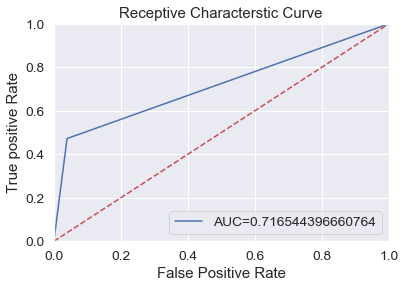 Receptive Characterstic Curve
1.0
0.8
0.6
0.4
0.2
0.0
True positive Rate
AUC=0.716544396660764
0.0 0.2 0.4 0.6 0.8 1.0
False Positive Rate